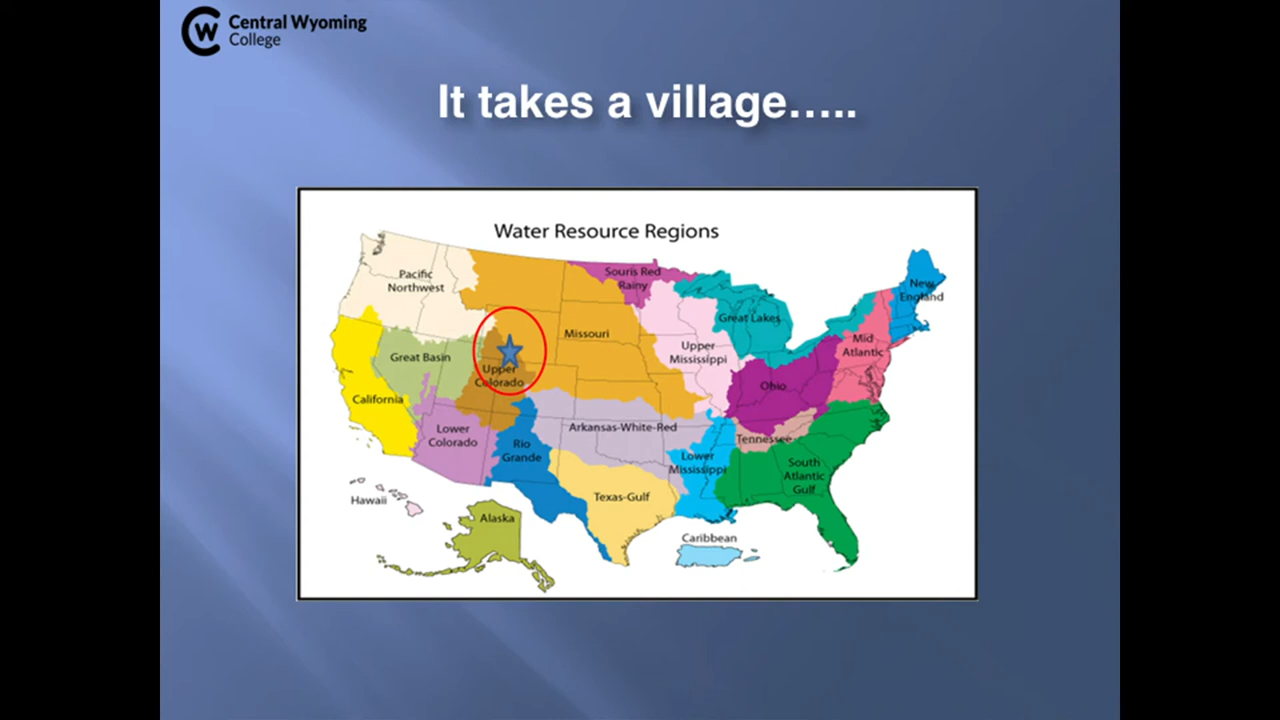 Central Wyoming
College
It takes a village…..
Water Resource Regions
Pacific
Northwest
Souris Red
Rainy
New
England
Great Lakes
Missouri
Mid
Atlantic
Upper
Mississippi
Great Basin
Upper
Colorado
Ohio
California
Lower
Colorado
Arkansas-White-Red
Tennessee
Rio
Grande
Lower
Mississippi
South
Atlantic
Gulf
Texas-Gulf
Hawaii
Alaska
Caribbean